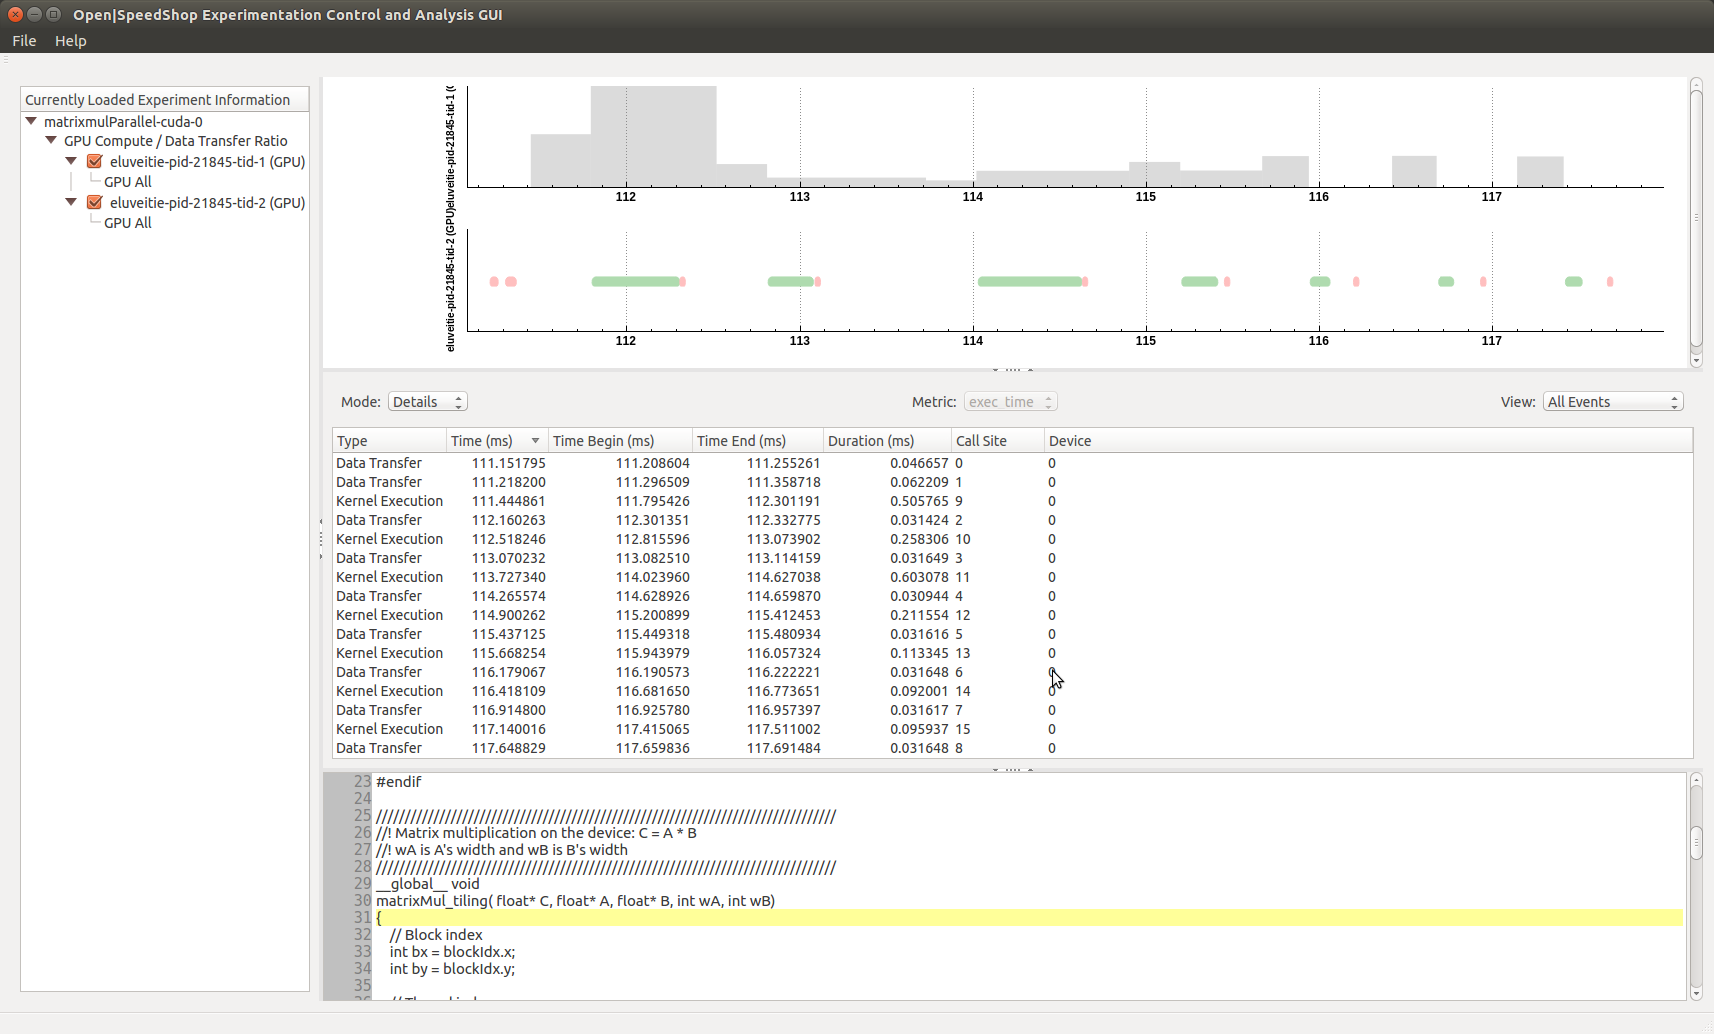 Open|SpeedShop Experimentation Control and Analysis GUI
File Help
Currently Loaded Experiment Information
matrixmulParallel-cuda-0
GPU Compute / Data Transfer Ratio
eluveitie-pid-21845-tid-1 (GPU)
GPU All
eluveitie-pid-21845-tid-2 (GPU)
GPU All
eluveitie-pid-21845-tid-1 (
112 113 114 115 116 117
eluveitie-pid-21845-tid-2 (GPU)
112 113 114 115 116 117
Mode: Details Metric: exec_time View: All Events
Type Time (ms) Time Begin (ms) Time End (ms) Duration (ms) Call Site Device
Data Transfer 111.151795 111.208604 111.255261 0.046657 0 0
Data Transfer 111.218200 111.296509 111.358718 0.062209 1 0
Kernel Execution 111.444861 111.795426 112.301191 0.505765 9 0
Data Transfer 112.160263 112.301351 112.332775 0.031424 2 0
Kernel Execution 112.518246 112.815596 113.073902 0.258306 10 0
Data Transfer 113.070232 113.082510 113.114159 0.031649 3 0
Kernel Execution 113.727340 114.023960 114.627038 0.603078 11 0
Data Transfer 114.265574 114.628926 114.659870 0.030944 4 0
Kernel Execution 114.900262 115.200899 115.412453 0.211554 12 0
Data Transfer 115.437125 115.449318 115.480934 0.031616 5 0
Kernel Execution 115.668254 115.943979 116.057324 0.113345 13 0
Data Transfer 116.179067 116.190573 116.222221 0.031648 6 0
Kernel Execution 116.418109 116.681650 116.773651 0.092001 14 0
Data Transfer 116.914800 116.925780 116.957397 0.031617 7 0
Kernel Execution 117.140016 117.415065 117.511002 0.095937 15 0
Data Transfer 117.648829 117.659836 117.691484 0.031648 8 0
23 #endif
24
25 ////////////////////////////////////////////////////////////////////////////////
26 //! Matrix multiplication on the device: C = A * B
27 //! wA is A's width and wB is B's width
28 ////////////////////////////////////////////////////////////////////////////////
29 __global__ void
30 matrixMul_tiling( float* C, float* A, float* B, int wA, int wB)
31 {
32 // Block index
33 int bx = blockIdx.x;
34 int by = blockIdx.y;
35